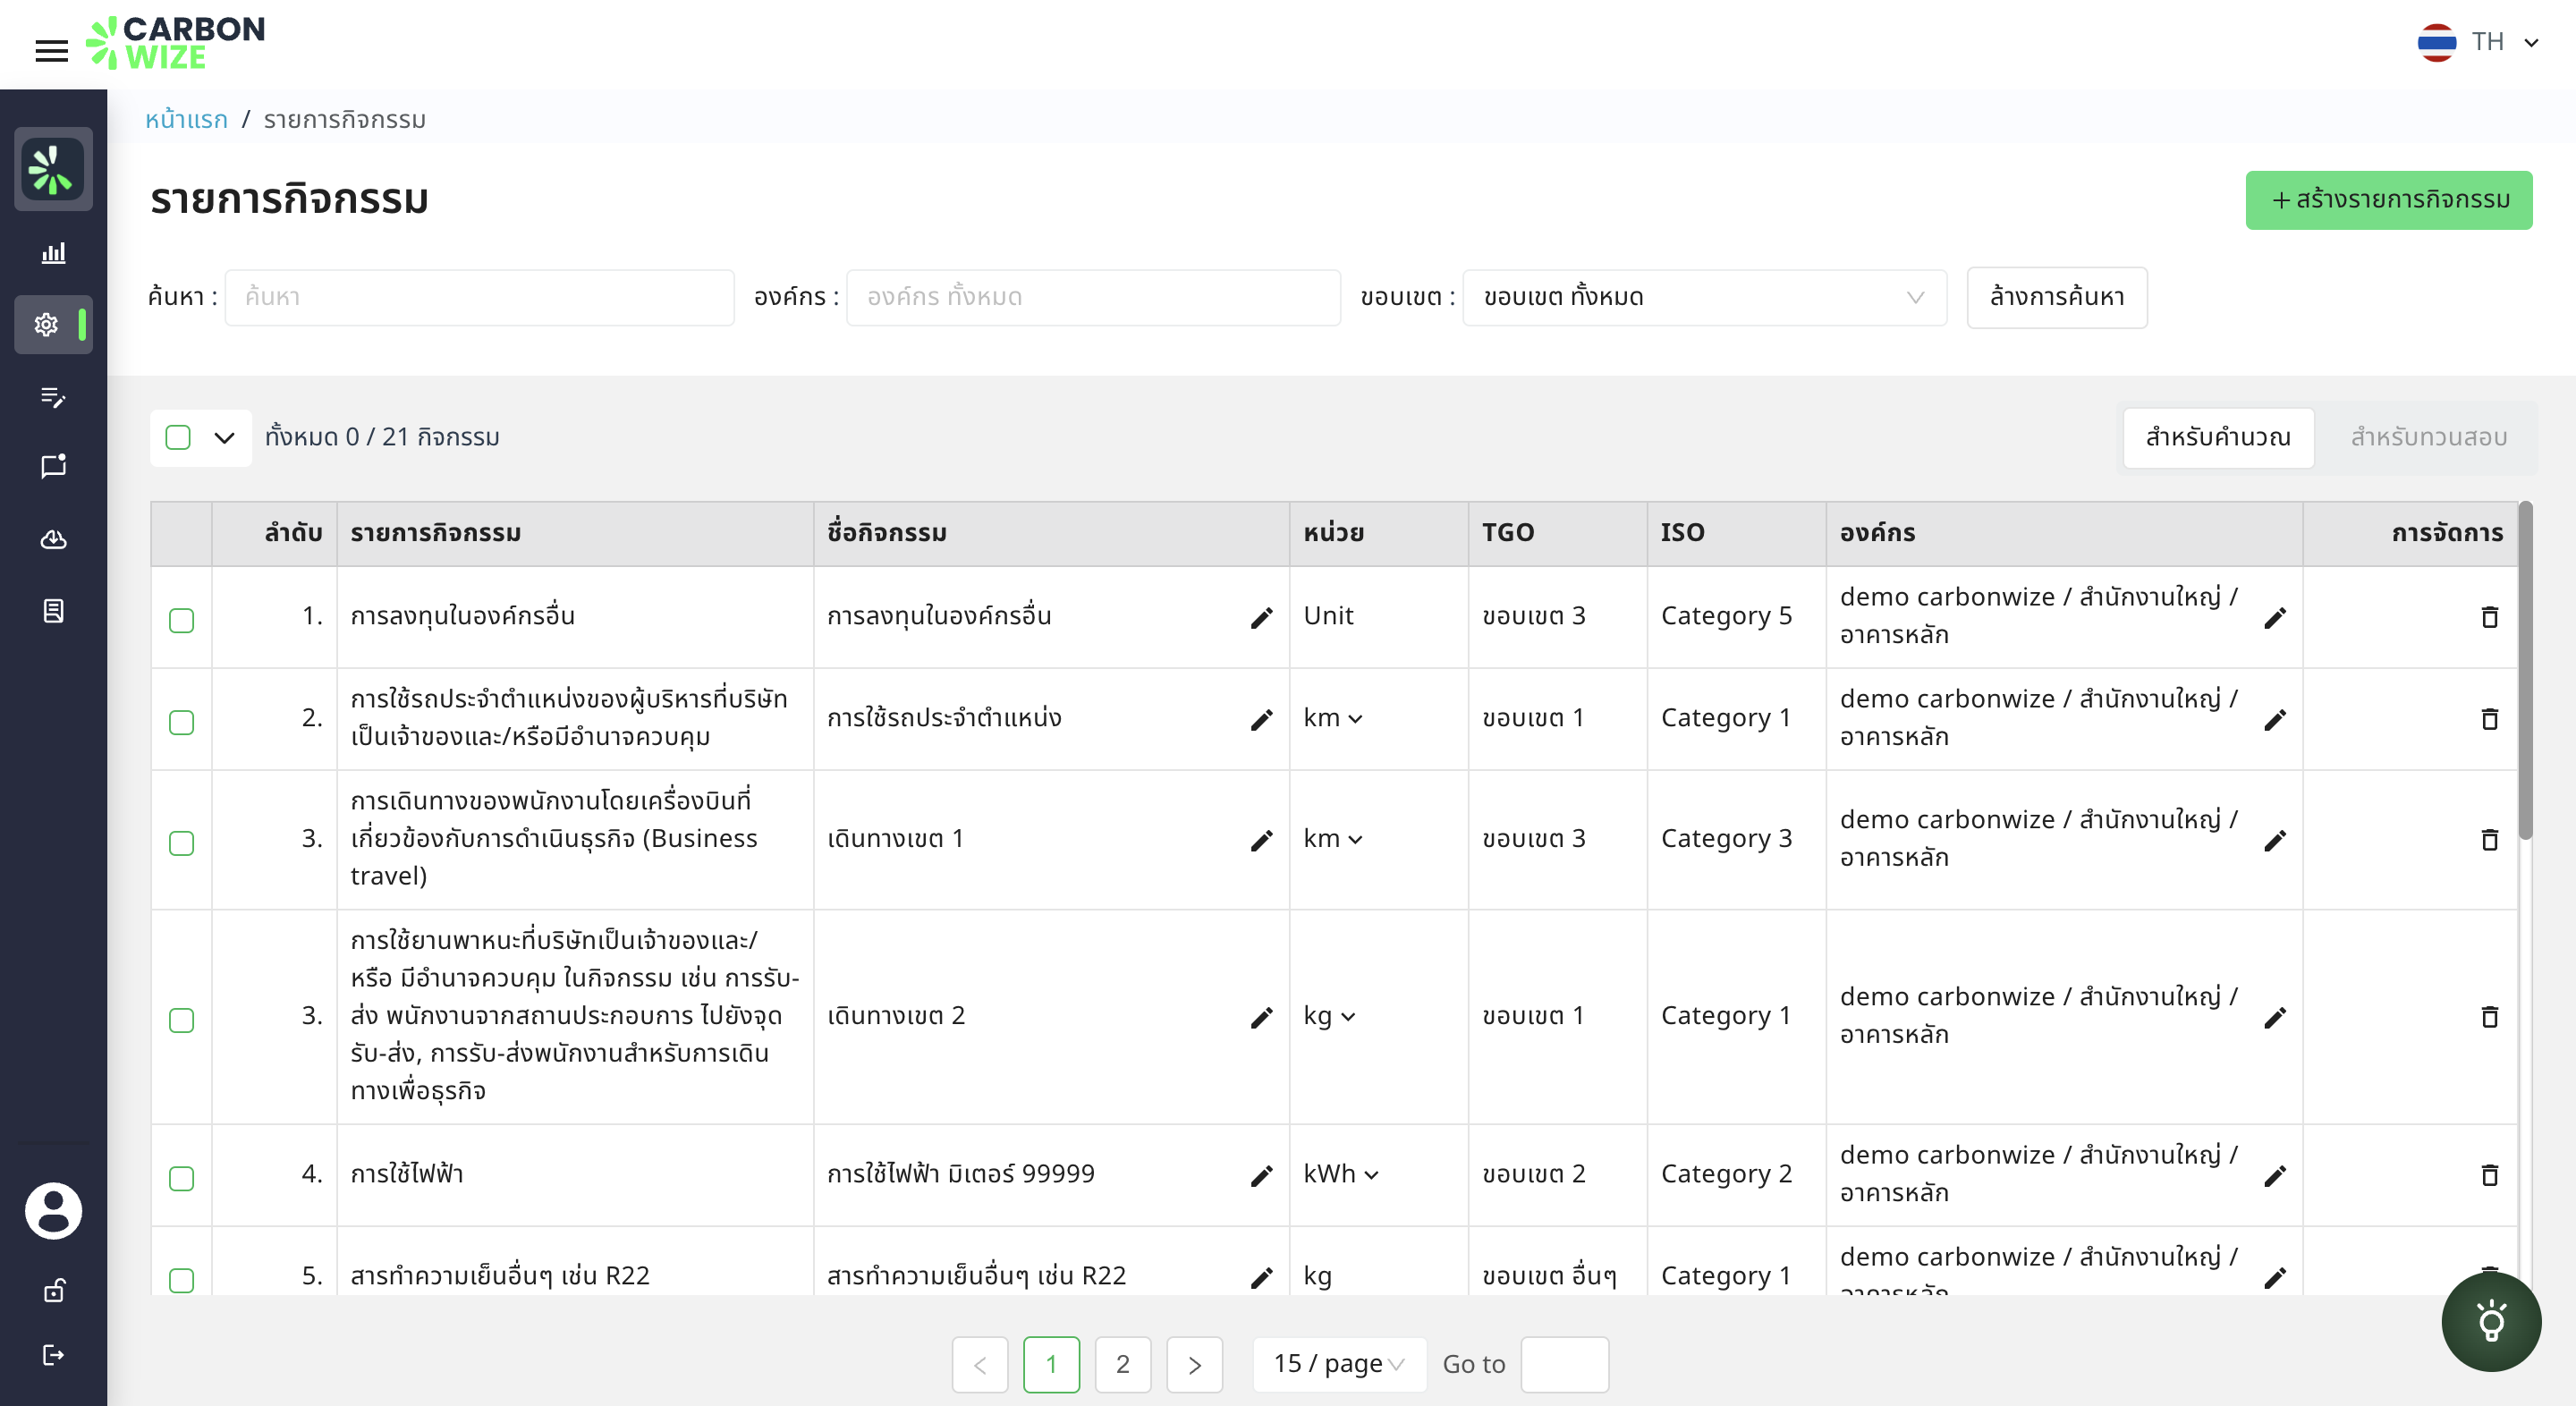 CARBON
WIZE
TH
หน้าแรก / รายการกิจกรรม
รายการกิจกรรม
+ สร้างรายการกิจกรรม
ค้นหา : ค้นหา องค์กร : องค์กร ทั้งหมด ขอบเขต : ขอบเขต ทั้งหมด ล้างการค้นหา
ทั้งหมด 0 / 21 กิจกรรม
สำหรับคำนวณ สำหรับทวนสอบ
ลำดับ รายการกิจกรรม ชื่อกิจกรรม หน่วย TGO ISO องค์กร การจัดการ
1. การลงทุนในองค์กรอื่น การลงทุนในองค์กรอื่น Unit ขอบเขต 3 Category 5
demo carbonwize / สำนักงานใหญ่ /
อาคารหลัก
2.
การใช้รถประจำตำแหน่งของผู้บริหารที่บริษัท
เป็นเจ้าของและ/หรือมีอำนาจควบคุม
การใช้รถประจำตำแหน่ง km ขอบเขต 1 Category 1
demo carbonwize / สำนักงานใหญ่ /
อาคารหลัก
3.
การเดินทางของพนักงานโดยเครื่องบินที่
เกี่ยวข้องกับการดำเนินธุรกิจ (Business
travel)
เดินทางเขต 1 km ขอบเขต 3 Category 3
demo carbonwize / สำนักงานใหญ่ /
อาคารหลัก
3.
การใช้ยานพาหนะที่บริษัทเป็นเจ้าของและ/
หรือ มีอำนาจควบคุม ในกิจกรรม เช่น การรับ-
ส่ง พนักงานจากสถานประกอบการ ไปยังจุด
รับ-ส่ง, การรับ-ส่งพนักงานสำหรับการเดิน
ทางเพื่อธุรกิจ
เดินทางเขต 2 kg ขอบเขต 1 Category 1
demo carbonwize / สำนักงานใหญ่ /
อาคารหลัก
4. การใช้ไฟฟ้า การใช้ไฟฟ้า มิเตอร์ 99999 kWh ขอบเขต 2 Category 2
demo carbonwize / สำนักงานใหญ่ /
อาคารหลัก
5. สารทำความเย็นอื่นๆ เช่น R22 สารทำความเย็นอื่นๆ เช่น R22 kg ขอบเขต อื่นๆ Category 1
demo carbonwize / สำนักงานใหญ่ /
1 2 15 / page Go to